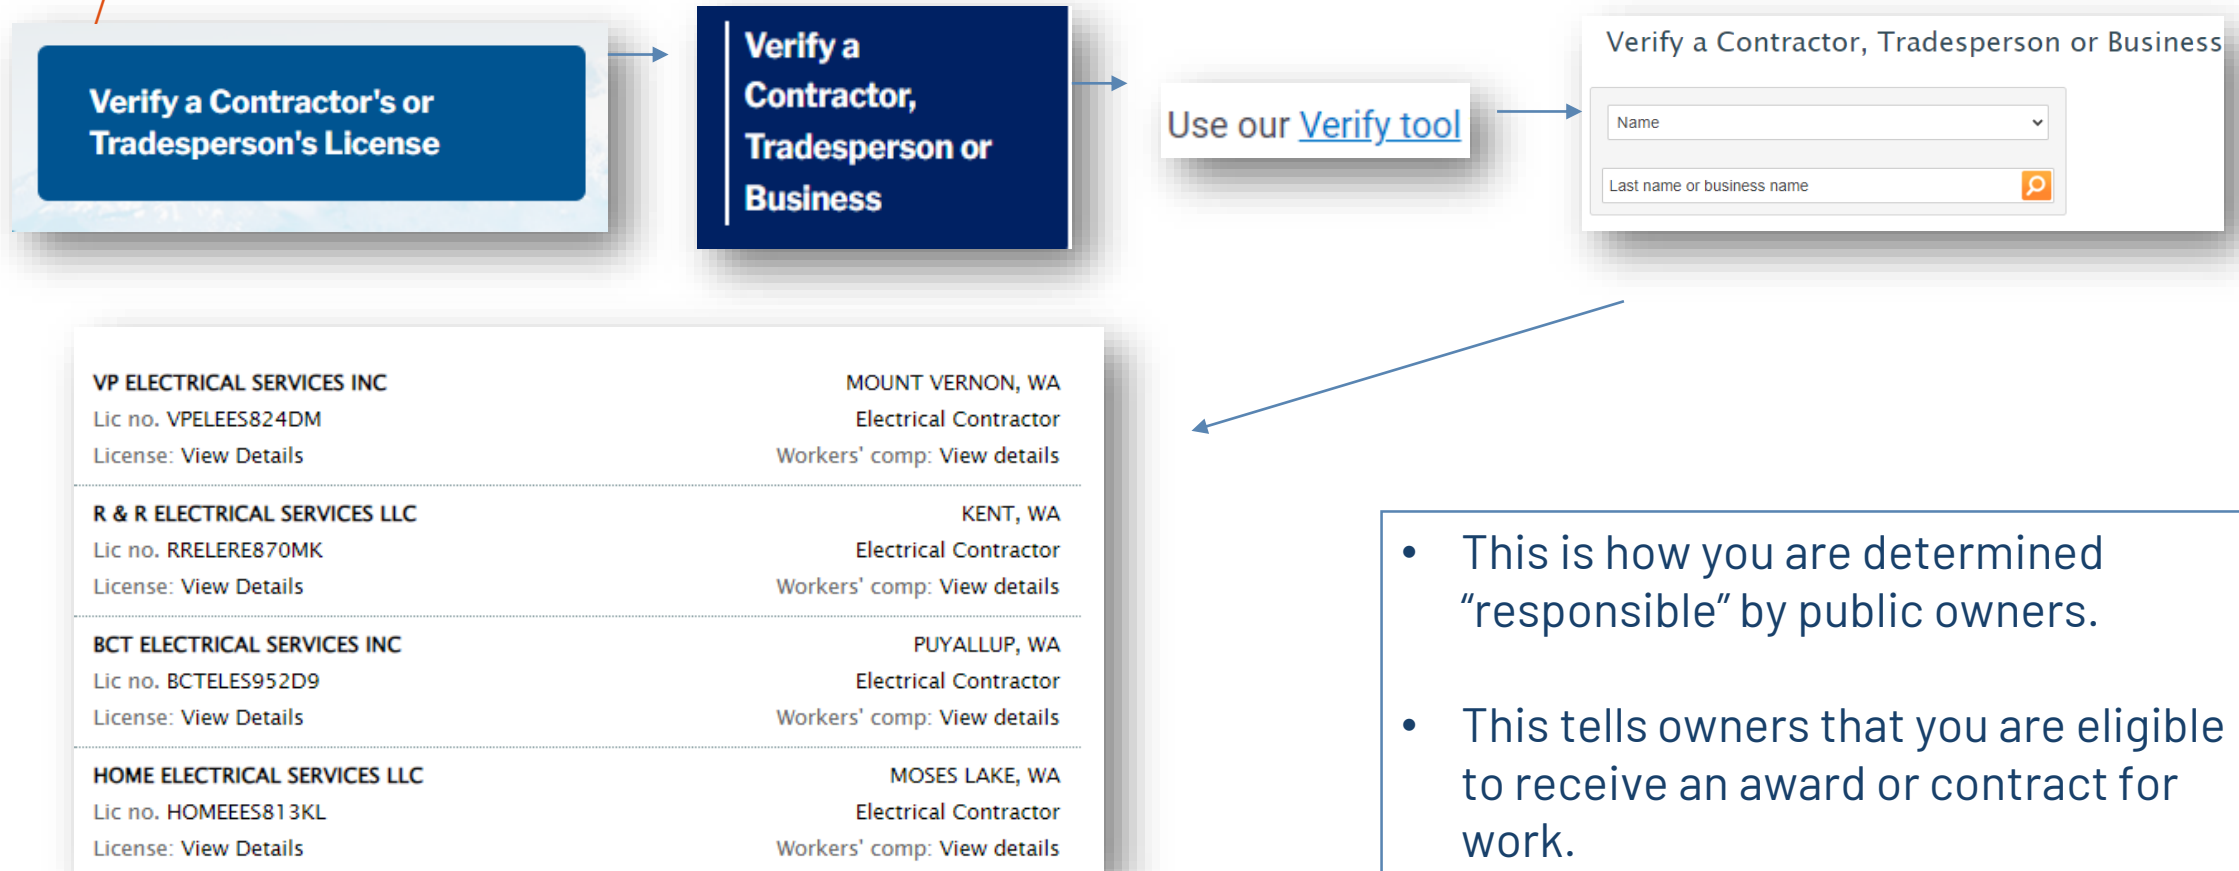 Verify a Contractor's or
Tradesperson's License
Verify a
Contractor,
Tradesperson or
Business
Use our Verify tool
Verify a Contractor, Tradesperson or Business
Name
Last name or business name
VP ELECTRICAL SERVICES INC MOUNT VERNON, WA
Lic no. VPELEES824DM Electrical Contractor
License: View Details Workers' comp: View details
R & R ELECTRICAL SERVICES LLC KENT, WA
Lic no. RRELERE870MK Electrical Contractor
License: View Details Workers' comp: View details
BCT ELECTRICAL SERVICES INC PUYALLUP, WA
Lic no. BCTELES952D9 Electrical Contractor
License: View Details Workers' comp: View details
HOME ELECTRICAL SERVICES LLC MOSES LAKE, WA
Lic no. HOMEEES813KL Electrical Contractor
License: View Details Workers' comp: View details
• This is how you are determined
“responsible” by public owners.
• This tells owners that you are eligible
to receive an award or contract for
work.